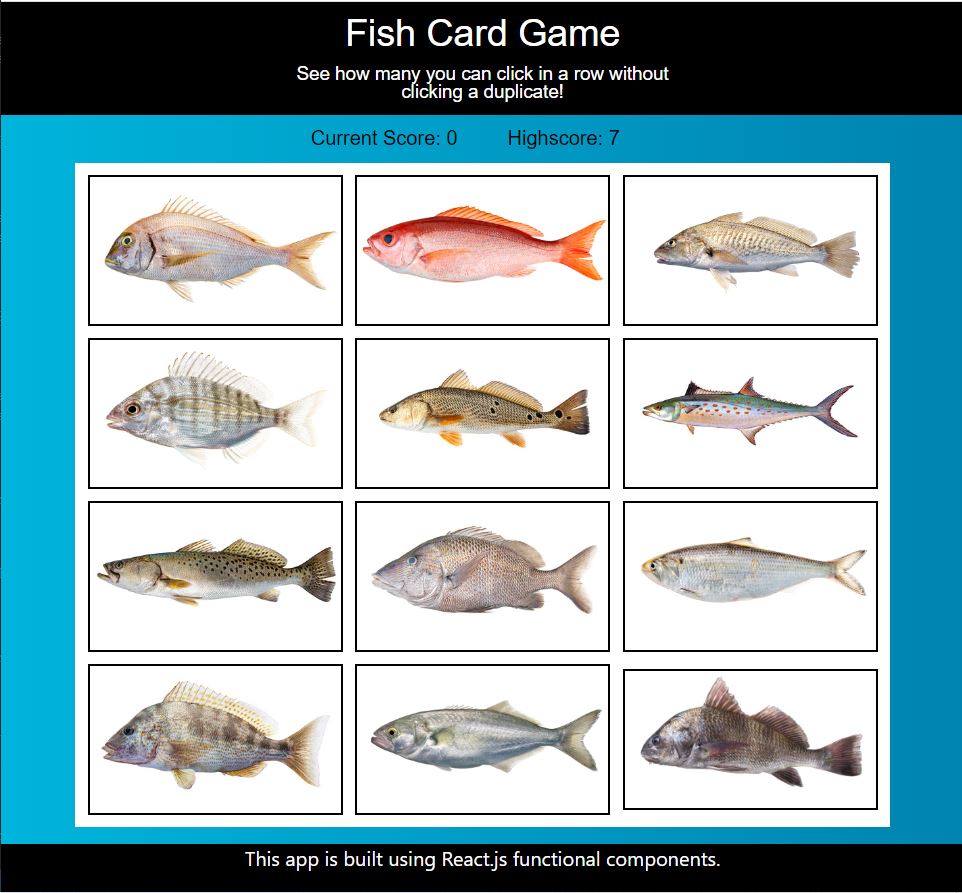 Fish Card Game
See how many you can click in a row without
clicking a duplicate!
Current Score: 0 Highscore: 7
This app is built using React.js functional components.